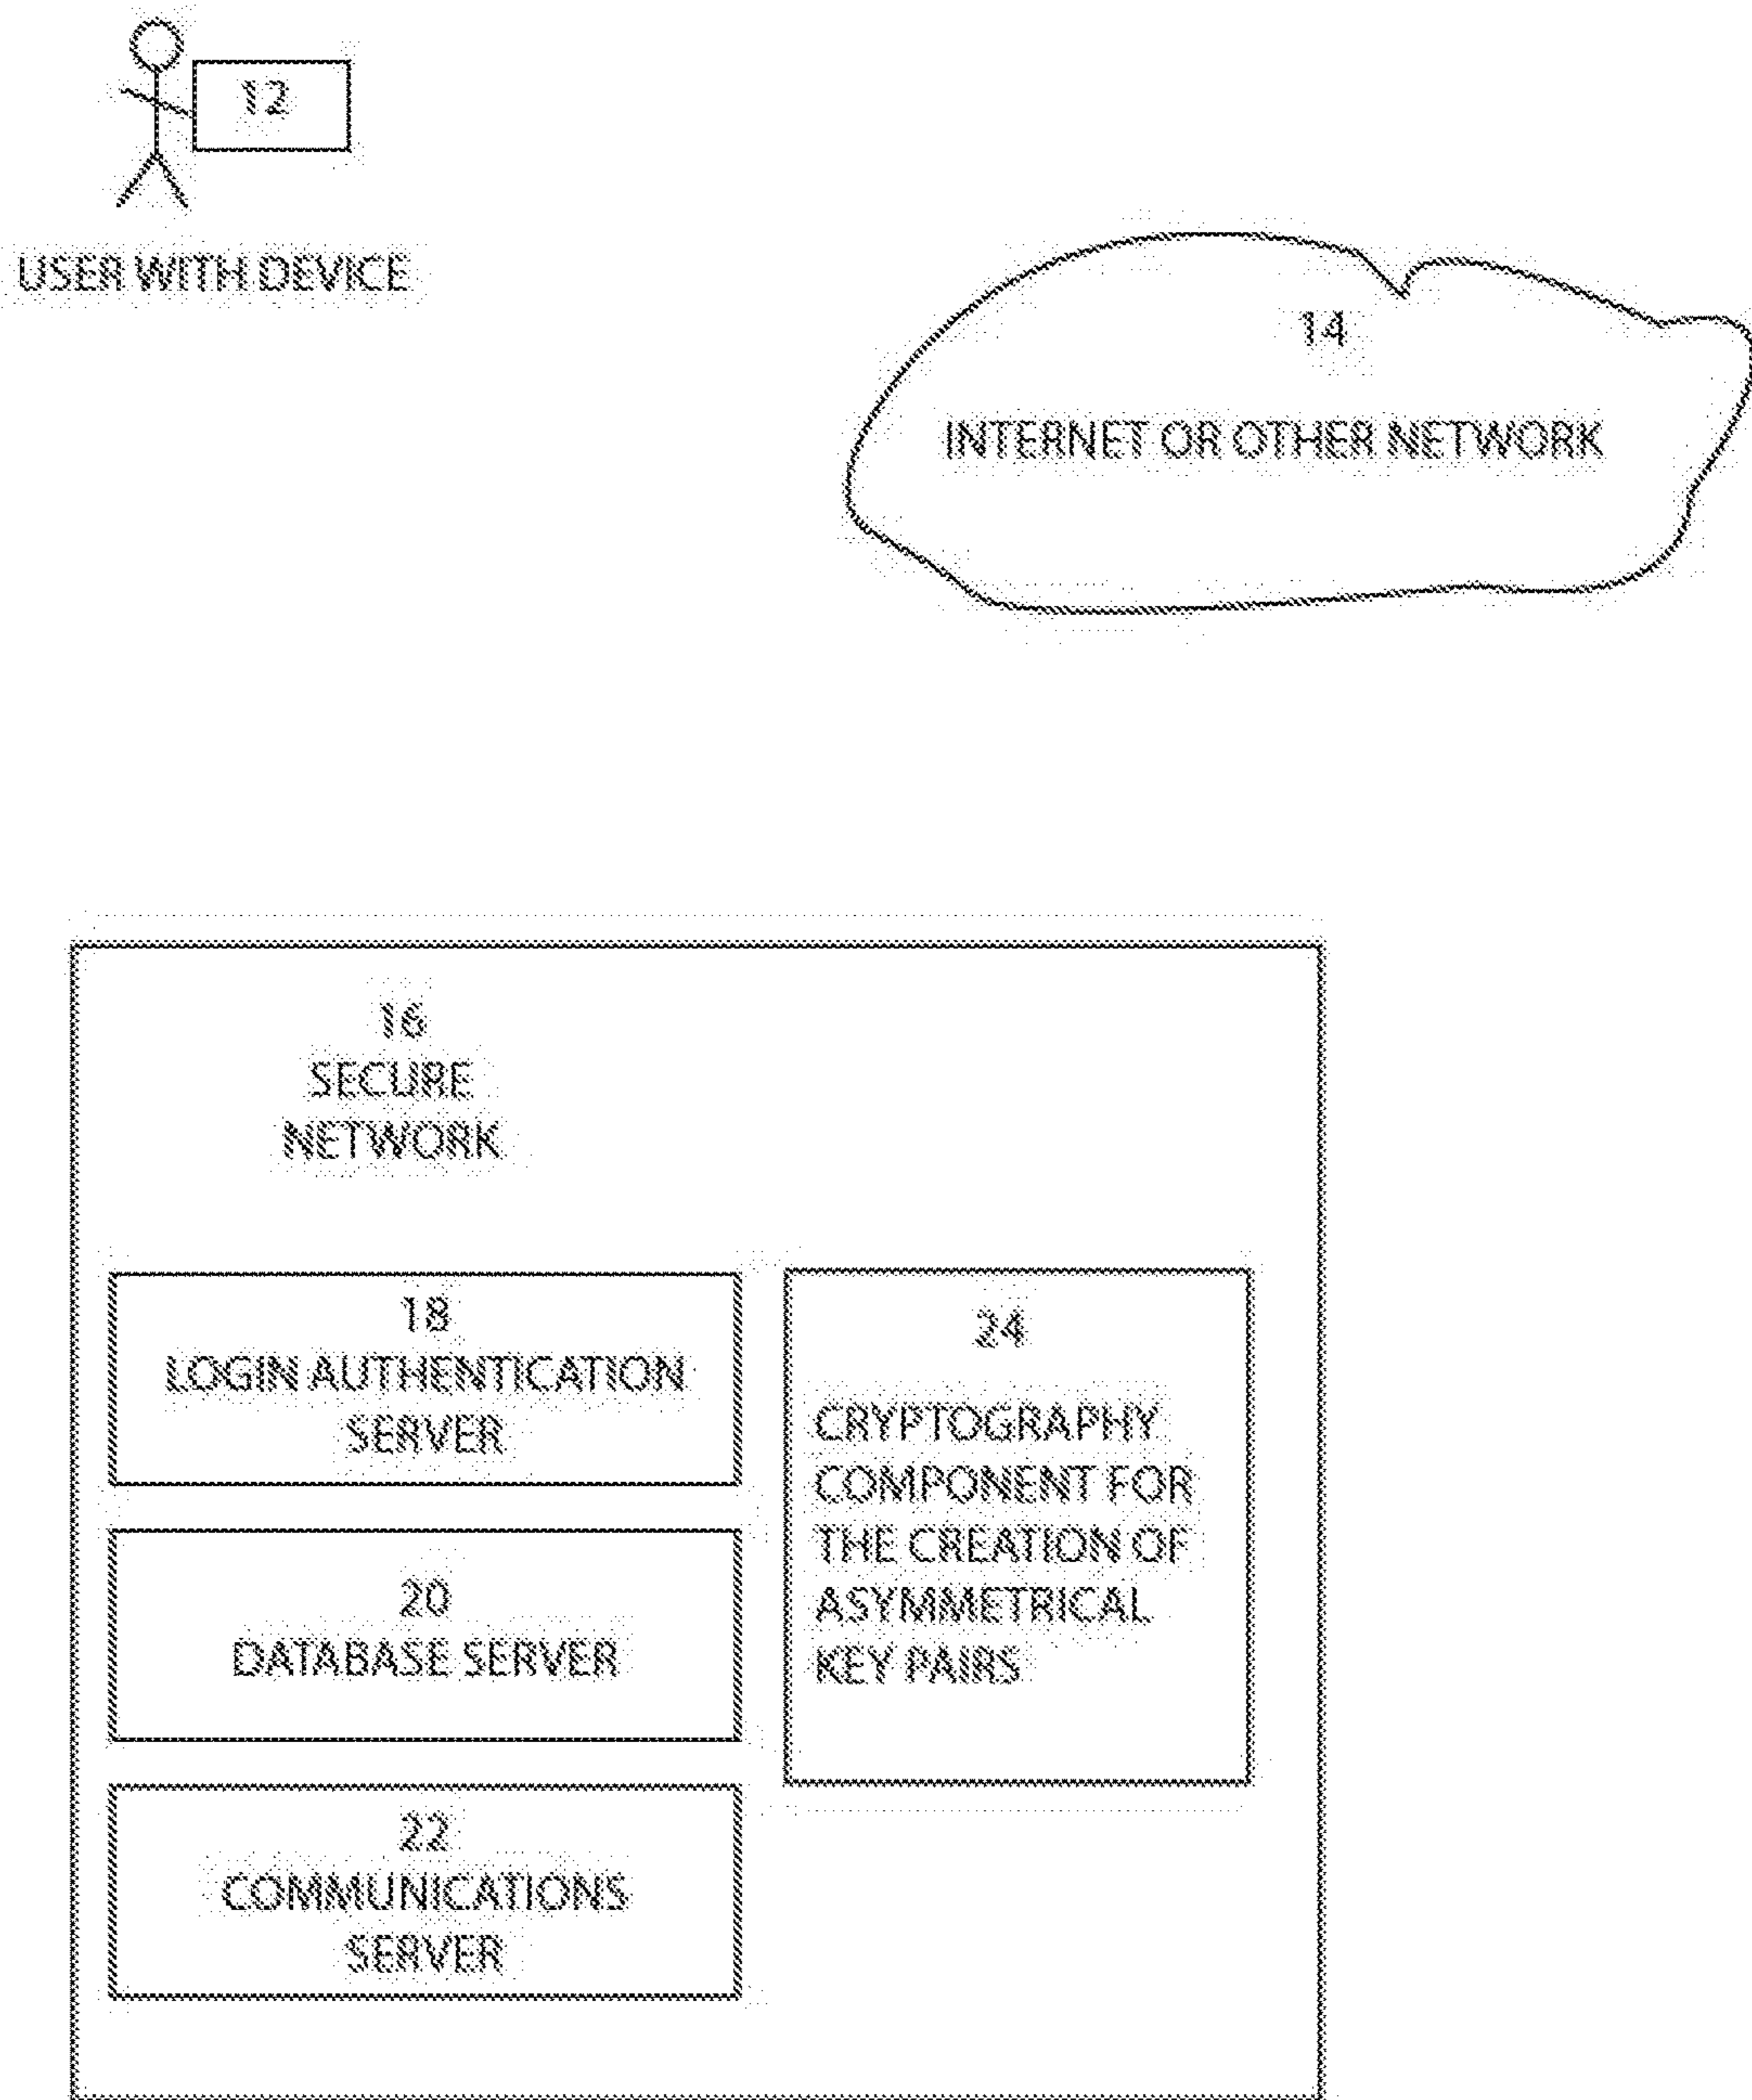 12
USER WITH DEVICE
14
INTERNET OR OTHER NETWORK
16
SECURE
NETWORK
18
LOGIN AUTHENTICATION
SERVER
20
DATABASE SERVER
22
COMMUNICATIONS
SERVER
24
CRYPTOGRAPHY
COMPONENT FOR
THE CREATION OF
ASYMMETRICAL
KEY PAIRS